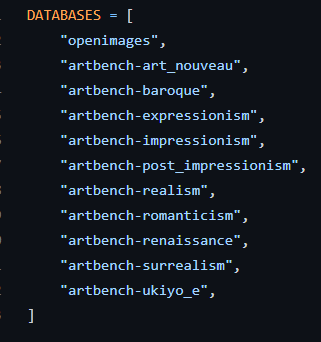 DATABASES = [
    "openimages",
    "artbench-art_nouveau",
    "artbench-baroque",
    "artbench-expressionism",
    "artbench-impressionism",
    "artbench-post_impressionism",
    "artbench-realism",
    "artbench-romanticism",
    "artbench-renaissance",
    "artbench-surrealism",
    "artbench-ukiyo_e",
]